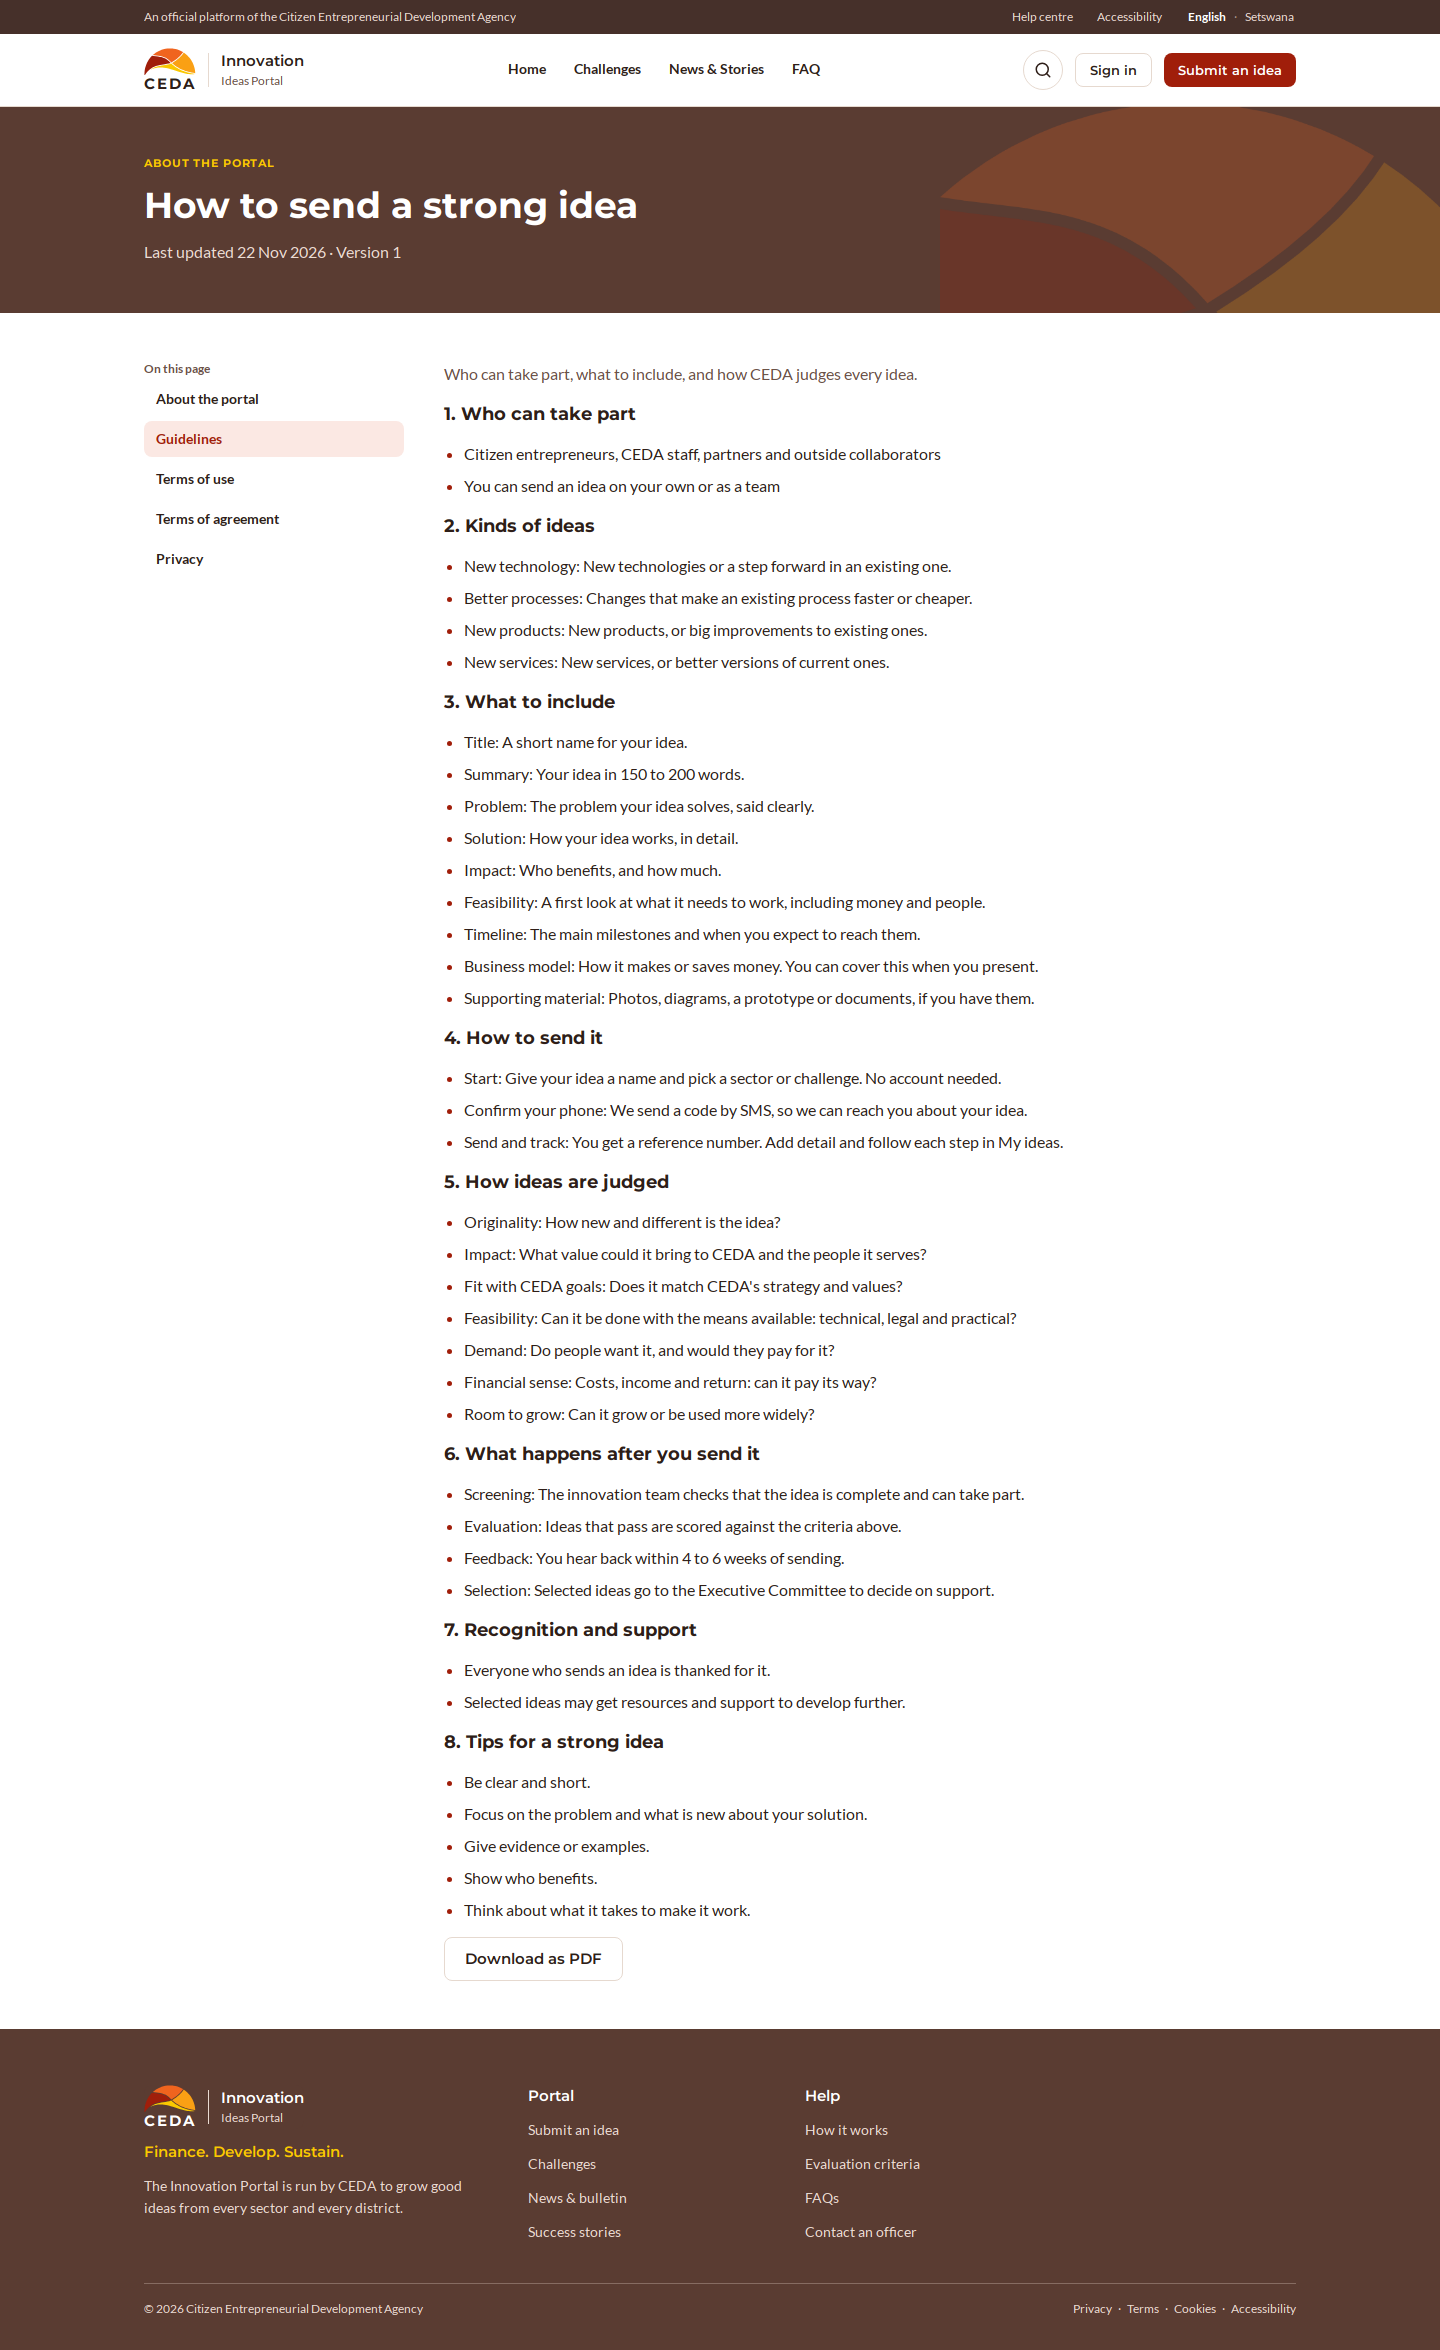 An official platform of the Citizen Entrepreneurial Development Agency
Help centre
Accessibility
English · Setswana
CEDA
Innovation
Ideas Portal
Home
Challenges
News & Stories
FAQ
Sign in
Submit an idea
ABOUT THE PORTAL
How to send a strong idea
Last updated 22 Nov 2026 · Version 1
On this page
About the portal
Guidelines
Terms of use
Terms of agreement
Privacy
Who can take part, what to include, and how CEDA judges every idea.
1. Who can take part
• Citizen entrepreneurs, CEDA staff, partners and outside collaborators
• You can send an idea on your own or as a team
2. Kinds of ideas
• New technology: New technologies or a step forward in an existing one.
• Better processes: Changes that make an existing process faster or cheaper.
• New products: New products, or big improvements to existing ones.
• New services: New services, or better versions of current ones.
3. What to include
• Title: A short name for your idea.
• Summary: Your idea in 150 to 200 words.
• Problem: The problem your idea solves, said clearly.
• Solution: How your idea works, in detail.
• Impact: Who benefits, and how much.
• Feasibility: A first look at what it needs to work, including money and people.
• Timeline: The main milestones and when you expect to reach them.
• Business model: How it makes or saves money. You can cover this when you present.
• Supporting material: Photos, diagrams, a prototype or documents, if you have them.
4. How to send it
• Start: Give your idea a name and pick a sector or challenge. No account needed.
• Confirm your phone: We send a code by SMS, so we can reach you about your idea.
• Send and track: You get a reference number. Add detail and follow each step in My ideas.
5. How ideas are judged
• Originality: How new and different is the idea?
• Impact: What value could it bring to CEDA and the people it serves?
• Fit with CEDA goals: Does it match CEDA's strategy and values?
• Feasibility: Can it be done with the means available: technical, legal and practical?
• Demand: Do people want it, and would they pay for it?
• Financial sense: Costs, income and return: can it pay its way?
• Room to grow: Can it grow or be used more widely?
6. What happens after you send it
• Screening: The innovation team checks that the idea is complete and can take part.
• Evaluation: Ideas that pass are scored against the criteria above.
• Feedback: You hear back within 4 to 6 weeks of sending.
• Selection: Selected ideas go to the Executive Committee to decide on support.
7. Recognition and support
• Everyone who sends an idea is thanked for it.
• Selected ideas may get resources and support to develop further.
8. Tips for a strong idea
• Be clear and short.
• Focus on the problem and what is new about your solution.
• Give evidence or examples.
• Show who benefits.
• Think about what it takes to make it work.
Download as PDF
CEDA
Innovation
Ideas Portal
Finance. Develop. Sustain.
The Innovation Portal is run by CEDA to grow good
ideas from every sector and every district.
Portal
Submit an idea
Challenges
News & bulletin
Success stories
Help
How it works
Evaluation criteria
FAQs
Contact an officer
© 2026 Citizen Entrepreneurial Development Agency
Privacy · Terms · Cookies · Accessibility